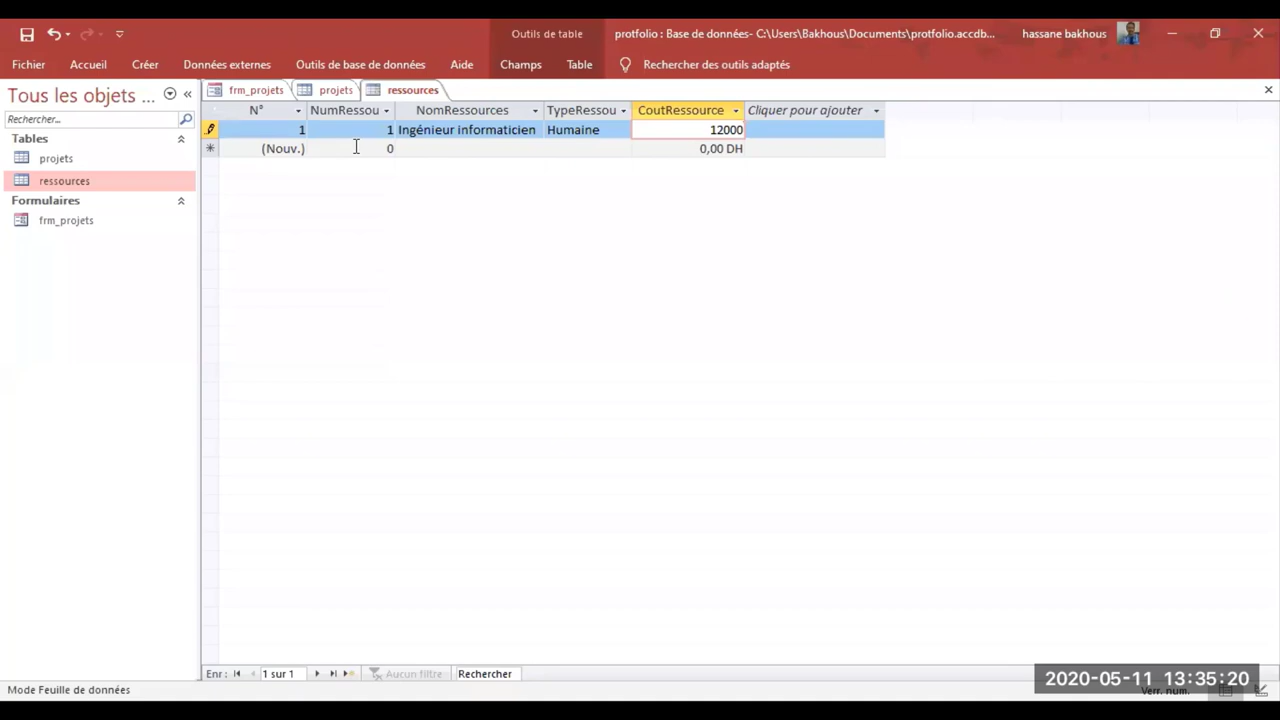 Outils de table
protfolio : Base de données- C:\Users\Bakhous\Documents\protfolio.accdb...
hassane bakhous
Fichier
Accueil
Créer
Données externes
Outils de base de données
Aide
Champs
Table
Rechercher des outils adaptés
Tous les objets ...
Rechercher...
Tables
projets
ressources
Formulaires
frm_projets
frm_projets
projets
ressources
N° NumRessou NomRessources TypeRessou CoutRessource Cliquer pour ajouter
1 1 Ingénieur informaticien Humaine 12000
(Nouv.) 0 0,00 DH
Enr : 1 sur 1 Aucun filtre Rechercher
Mode Feuille de données
2020-05-11 13:35:20
Verr. num.